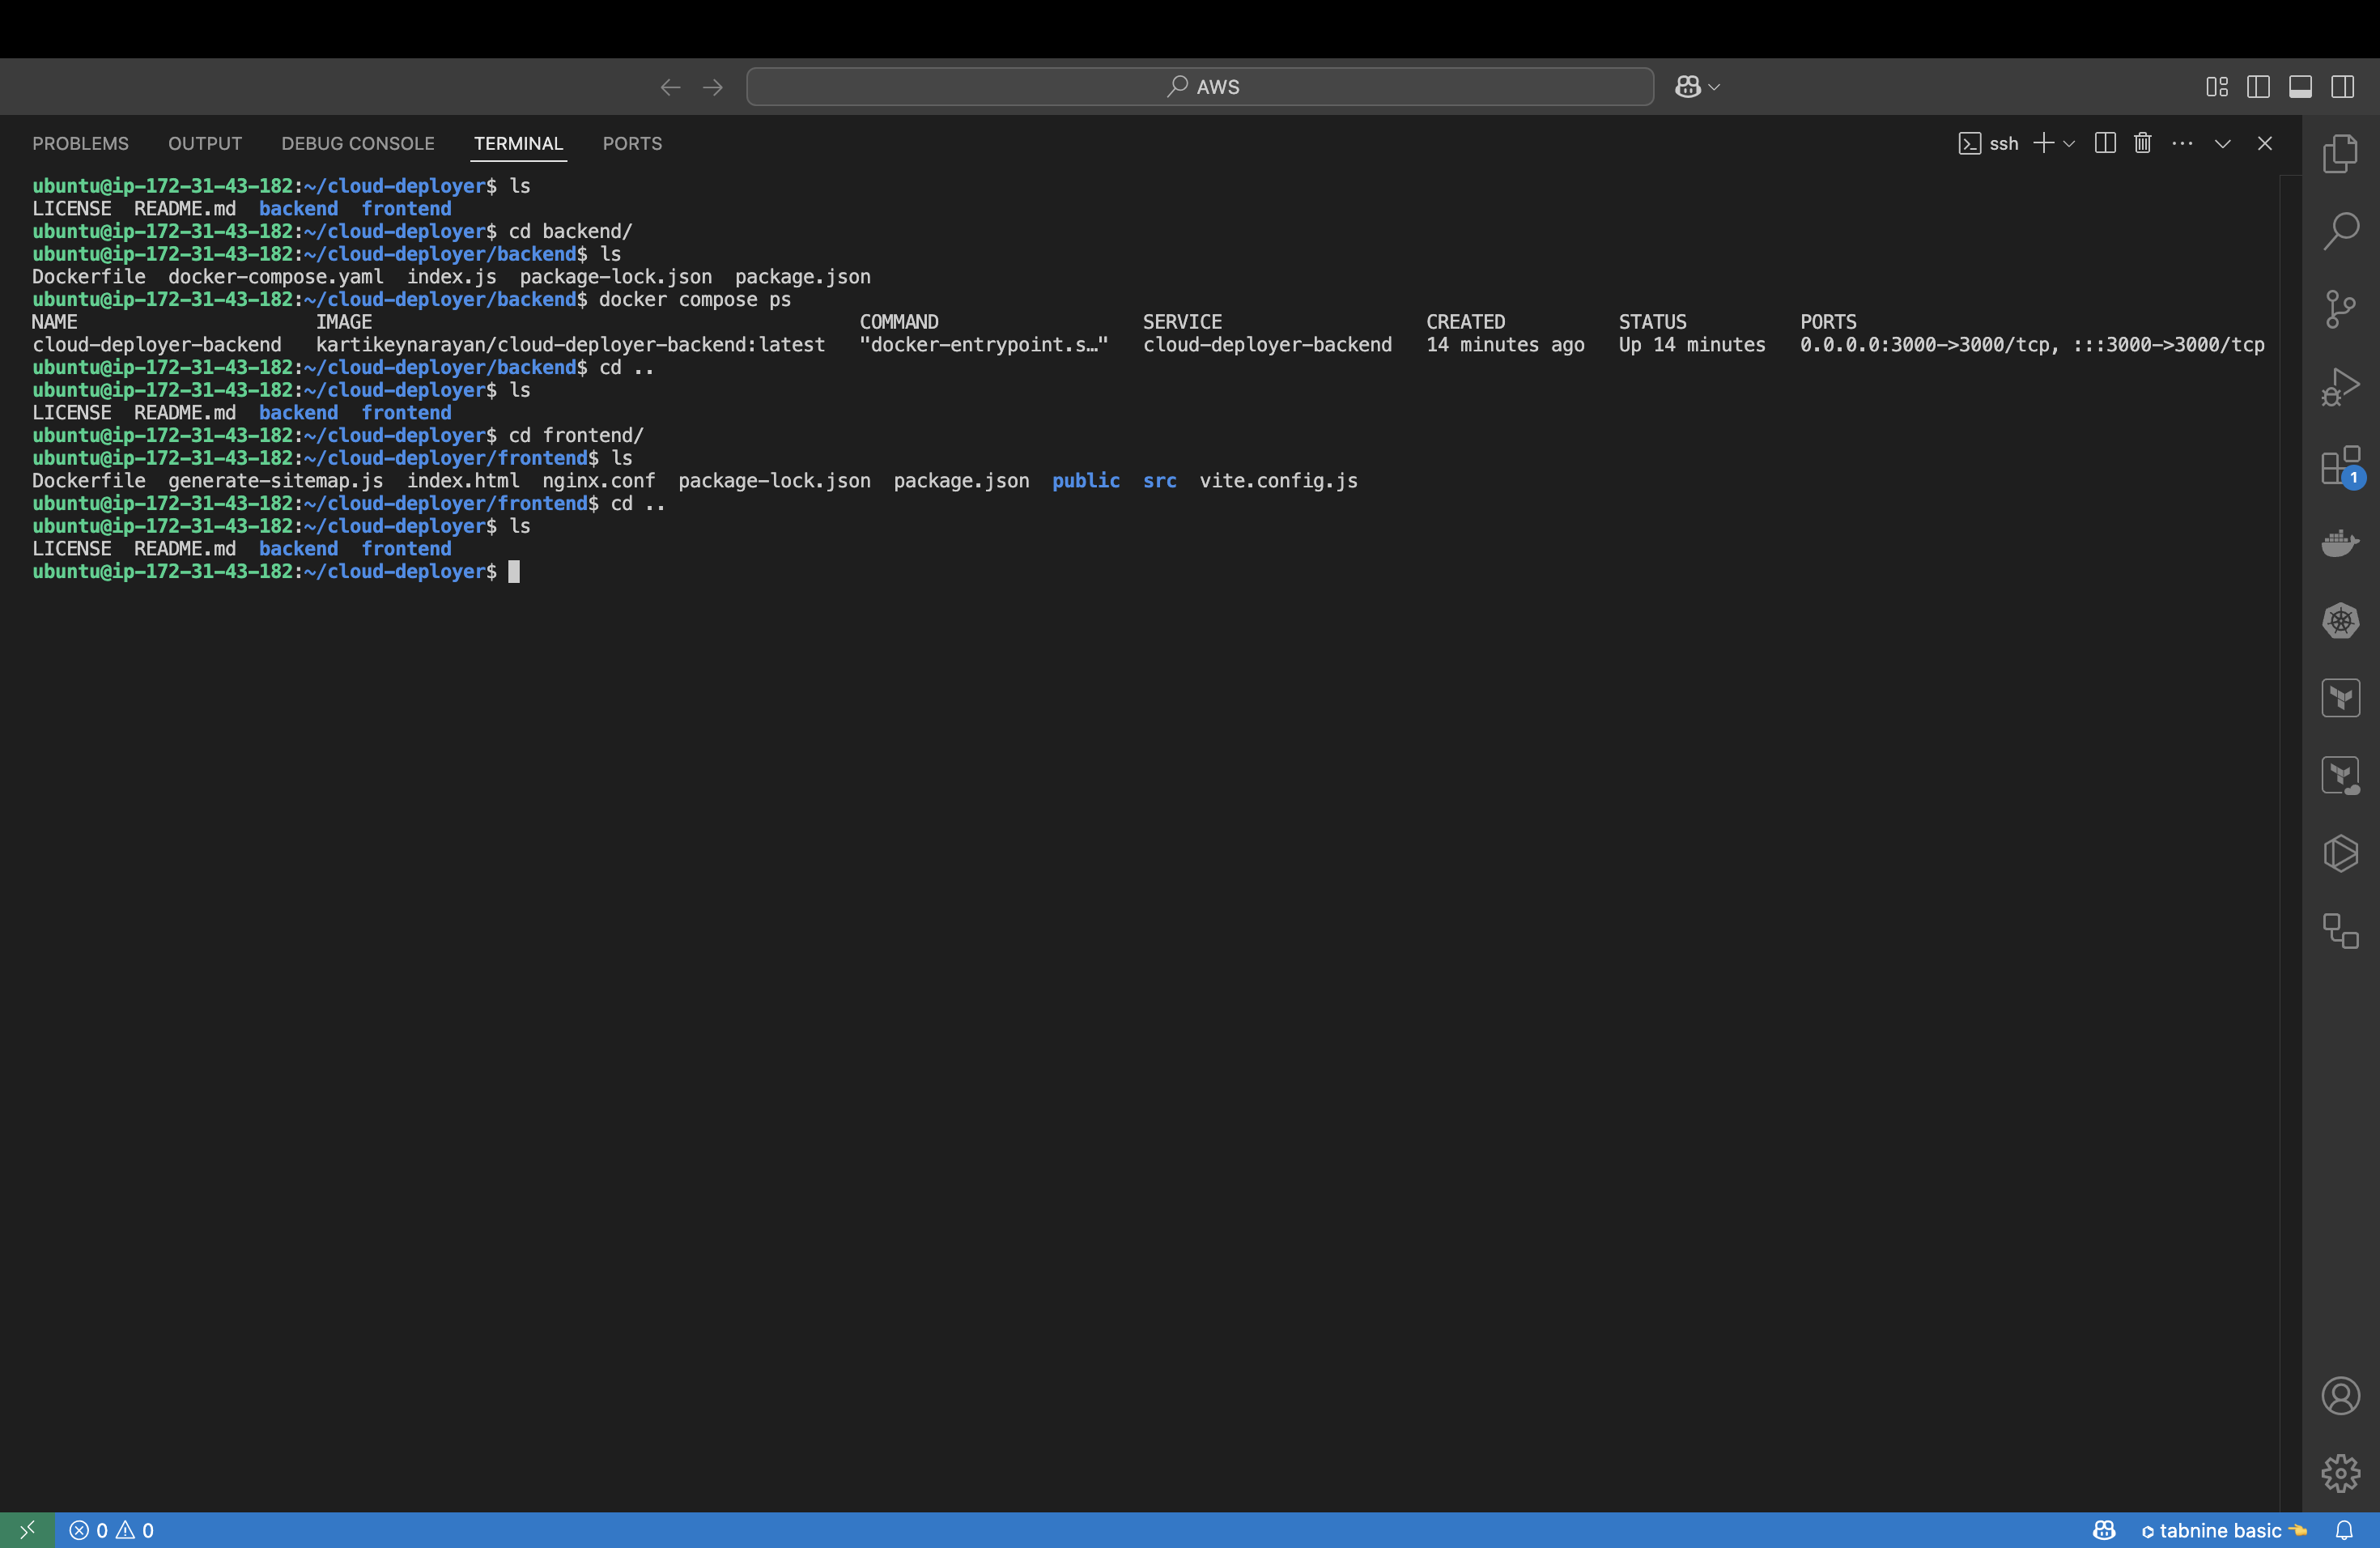 AWS
PROBLEMS OUTPUT DEBUG CONSOLE TERMINAL PORTS ssh
ubuntu@ip-172-31-43-182:~/cloud-deployer$ ls
LICENSE README.md backend frontend
ubuntu@ip-172-31-43-182:~/cloud-deployer$ cd backend/
ubuntu@ip-172-31-43-182:~/cloud-deployer/backend$ ls
Dockerfile docker-compose.yaml index.js package-lock.json package.json
ubuntu@ip-172-31-43-182:~/cloud-deployer/backend$ docker compose ps
NAME IMAGE COMMAND SERVICE CREATED STATUS PORTS
cloud-deployer-backend kartikeynarayan/cloud-deployer-backend:latest "docker-entrypoint.s…" cloud-deployer-backend 14 minutes ago Up 14 minutes 0.0.0.0:3000->3000/tcp, :::3000->3000/tcp
ubuntu@ip-172-31-43-182:~/cloud-deployer/backend$ cd ..
ubuntu@ip-172-31-43-182:~/cloud-deployer$ ls
LICENSE README.md backend frontend
ubuntu@ip-172-31-43-182:~/cloud-deployer$ cd frontend/
ubuntu@ip-172-31-43-182:~/cloud-deployer/frontend$ ls
Dockerfile generate-sitemap.js index.html nginx.conf package-lock.json package.json public src vite.config.js
ubuntu@ip-172-31-43-182:~/cloud-deployer/frontend$ cd ..
ubuntu@ip-172-31-43-182:~/cloud-deployer$ ls
LICENSE README.md backend frontend
ubuntu@ip-172-31-43-182:~/cloud-deployer$
1
0 0 tabnine basic